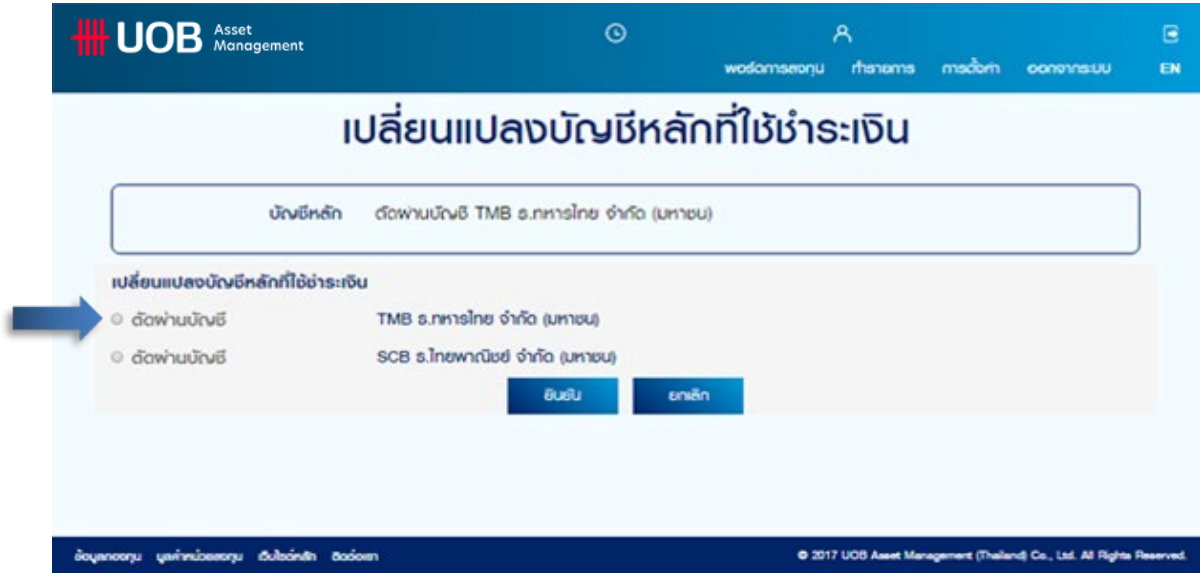 UOB Asset
Management
พอร์ตการลงทุน ทำรายการ การตั้งค่า ออกจากระบบ EN
เปลี่ยนแปลงบัญชีหลักที่ใช้ชำระเงิน
บัญชีหลัก ตัดผ่านบัญชี TMB ธ.ทหารไทย จำกัด (มหาชน)
เปลี่ยนแปลงบัญชีหลักที่ใช้ชำระเงิน
ตัดผ่านบัญชี TMB ธ.ทหารไทย จำกัด (มหาชน)
ตัดผ่านบัญชี SCB ธ.ไทยพาณิชย์ จำกัด (มหาชน)
ยืนยัน ยกเลิก
ข้อมูลกองทุน มูลค่าหน่วยลงทุน เว็บไซต์หลัก ติดต่อเรา © 2017 UOB Asset Management (Thailand) Co., Ltd. All Rights Reserved.